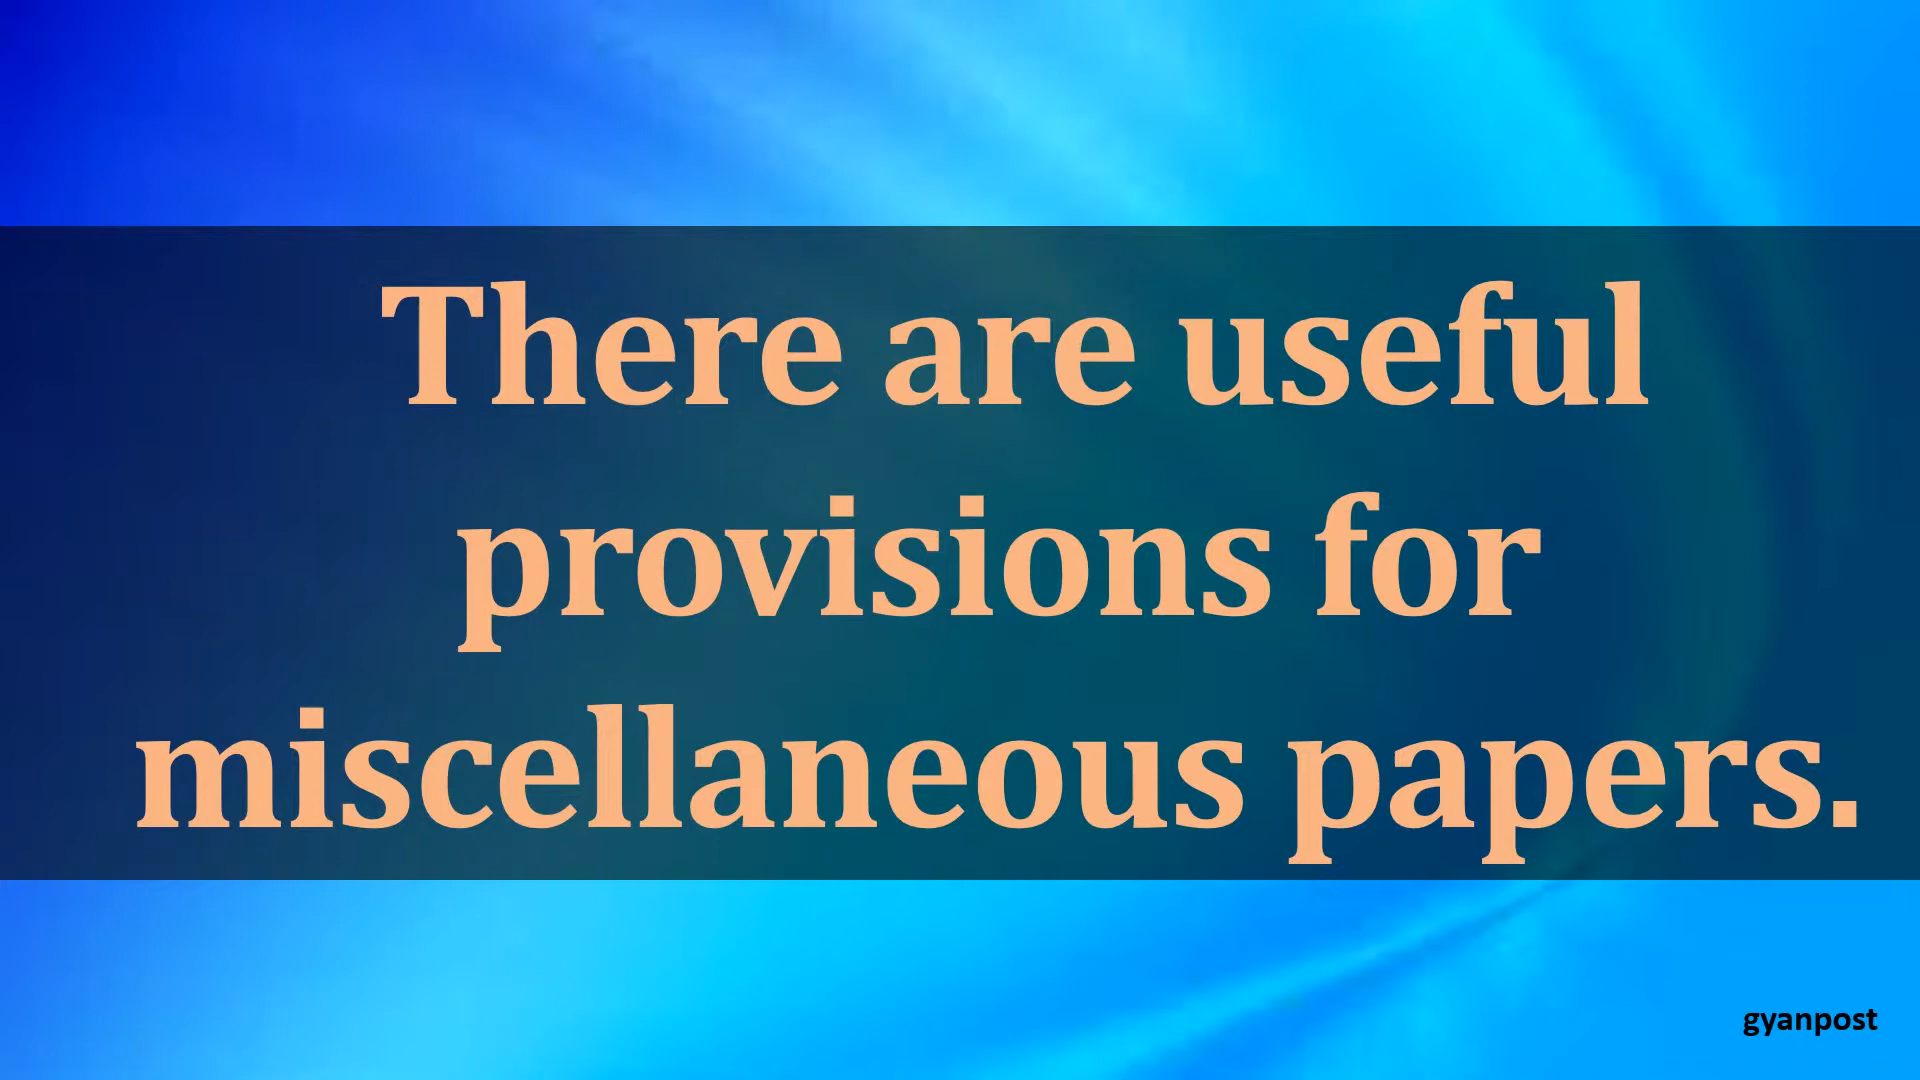 There are useful
provisions for
miscellaneous papers.
gyanpost